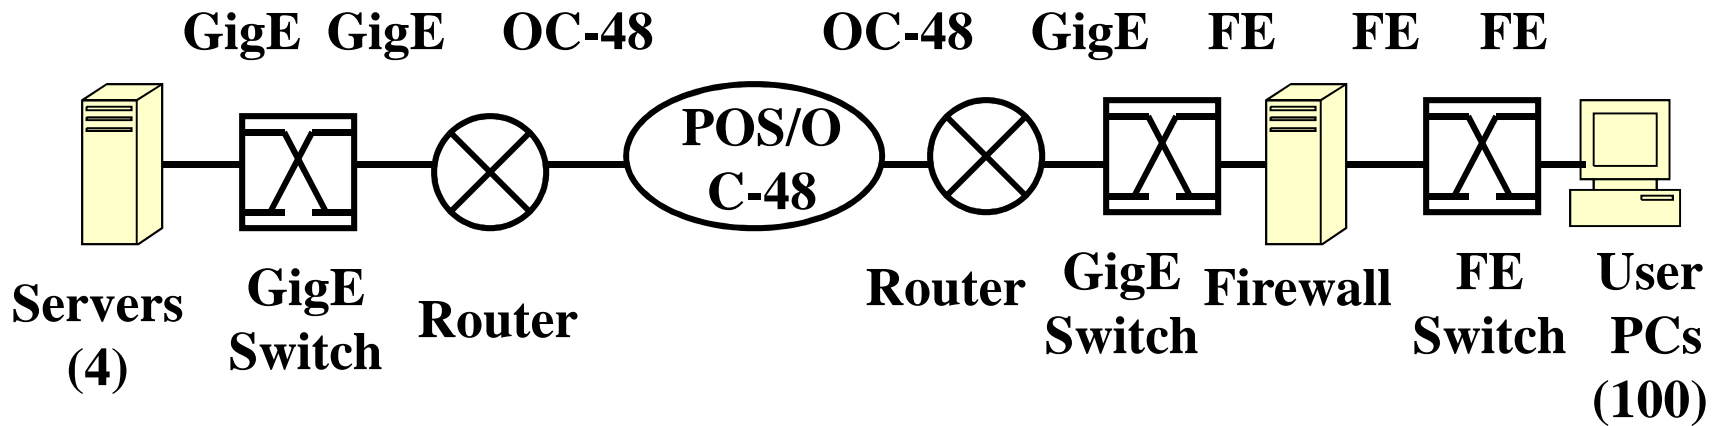 GigE GigE OC-48 OC-48 GigE FE FE FE
POS/O
C-48
Servers
(4)
GigE
Switch
Router
Router
GigE
Switch
Firewall
FE
Switch
User
PCs
(100)